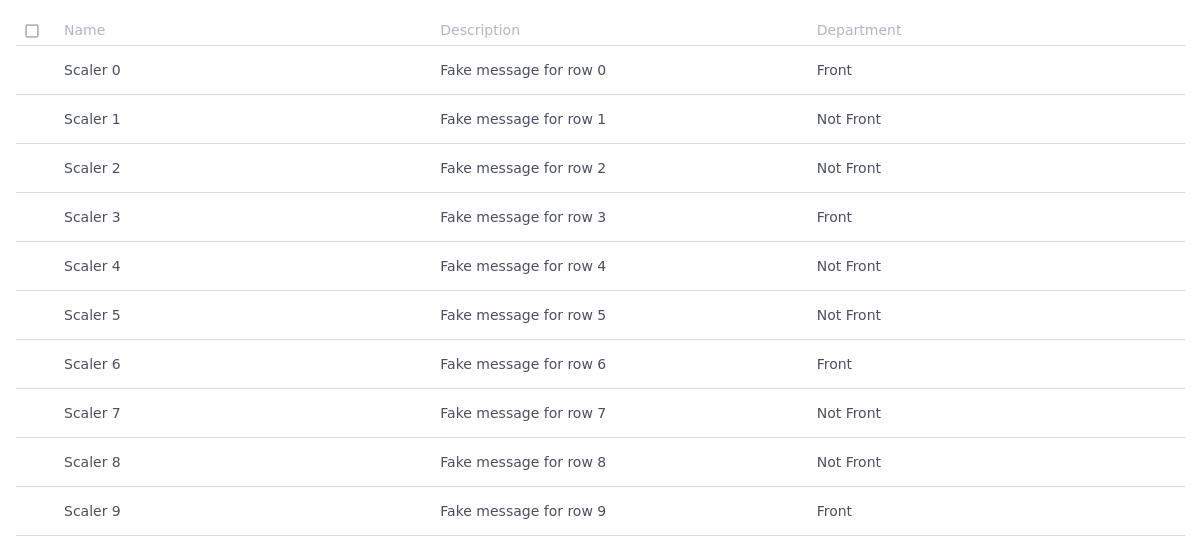 Name Description Department
Scaler 0 Fake message for row 0 Front
Scaler 1 Fake message for row 1 Not Front
Scaler 2 Fake message for row 2 Not Front
Scaler 3 Fake message for row 3 Front
Scaler 4 Fake message for row 4 Not Front
Scaler 5 Fake message for row 5 Not Front
Scaler 6 Fake message for row 6 Front
Scaler 7 Fake message for row 7 Not Front
Scaler 8 Fake message for row 8 Not Front
Scaler 9 Fake message for row 9 Front